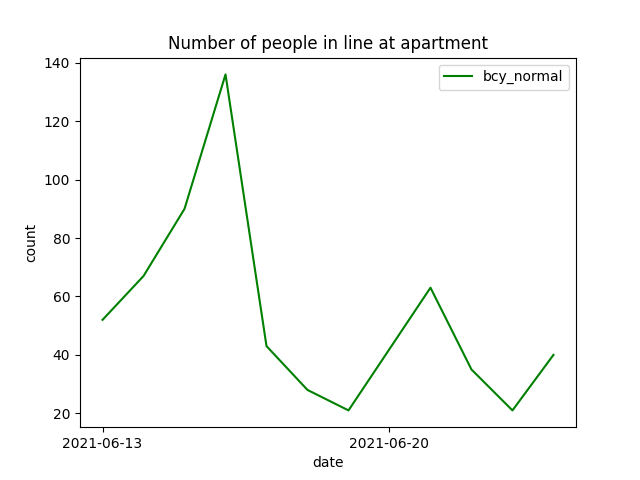 Number of people in line at apartment
bcy_normal
140
120
100
80
60
40
20
count
2021-06-13
2021-06-20
date